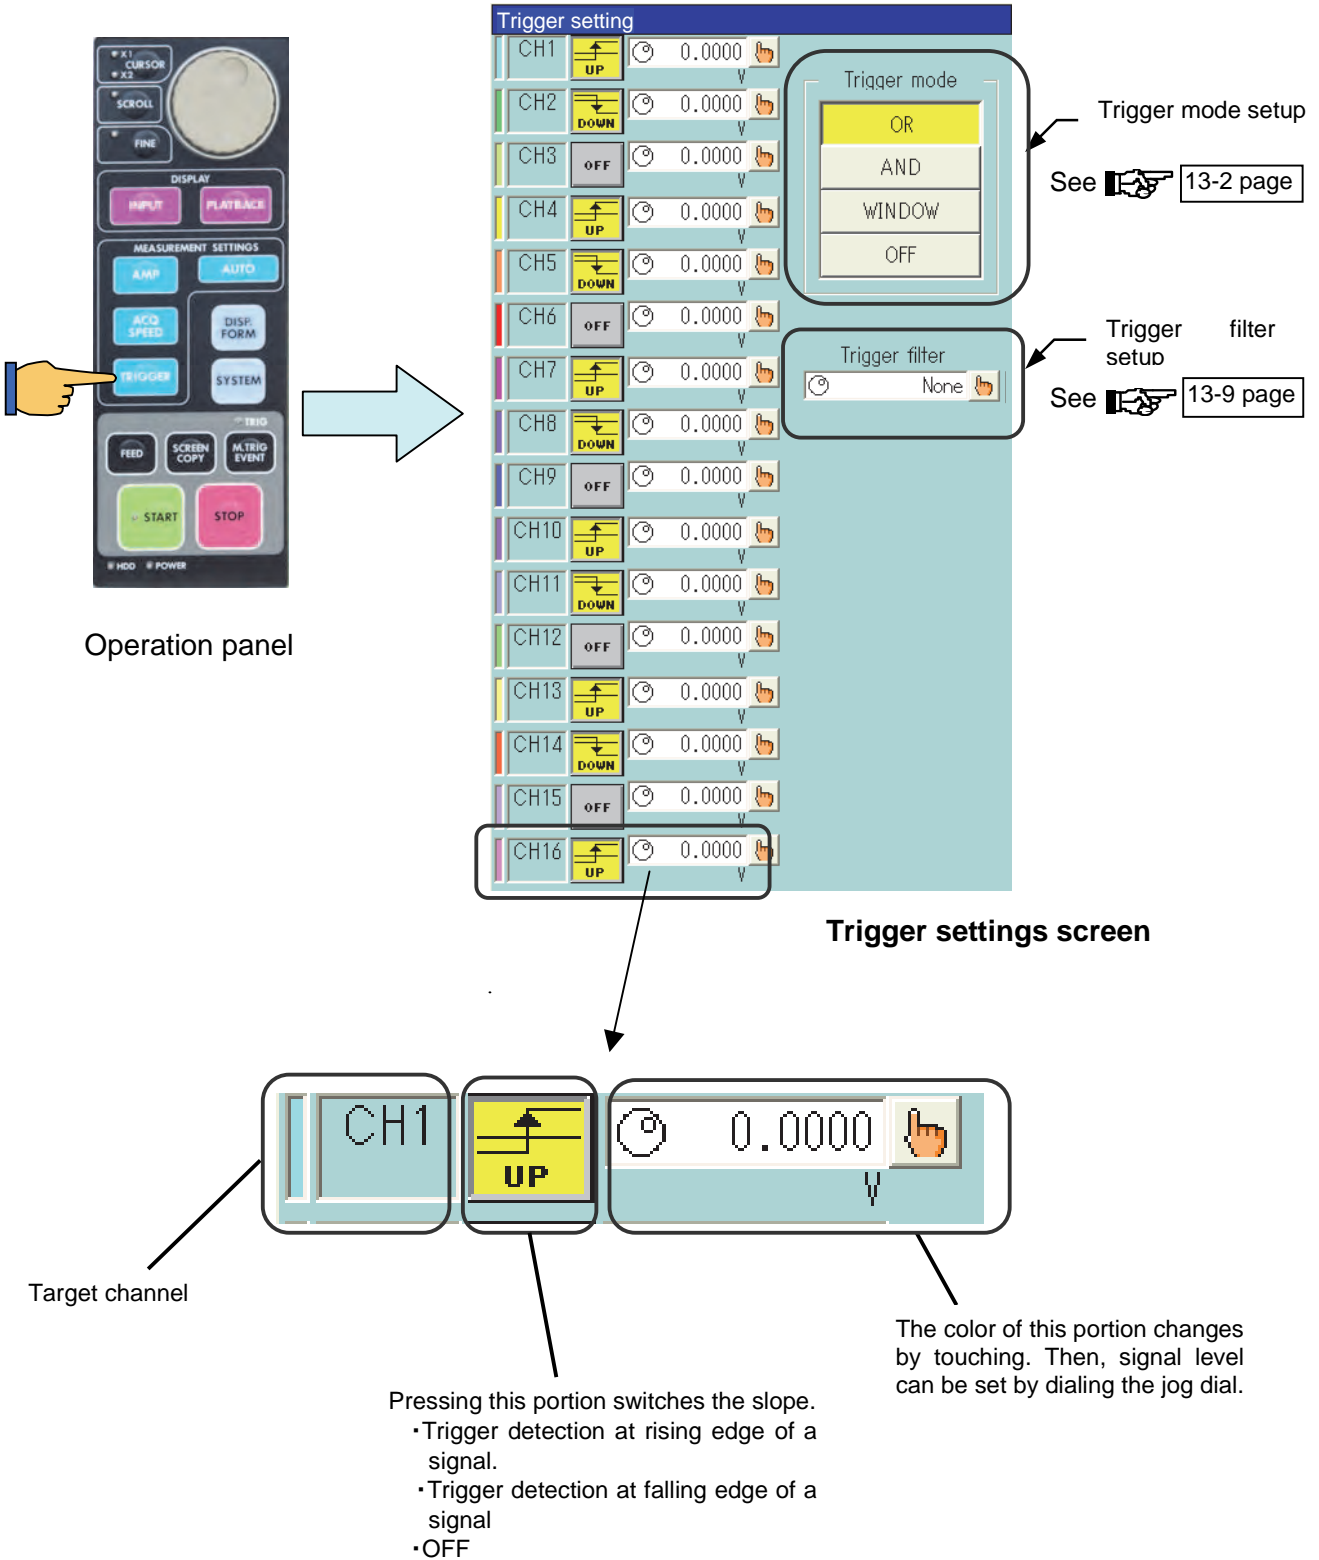 Trigger setting
CH1 UP 0.0000 V
CH2 DOWN 0.0000 V
CH3 OFF 0.0000 V
CH4 UP 0.0000 V
CH5 DOWN 0.0000 V
CH6 OFF 0.0000 V
CH7 UP 0.0000 V
CH8 DOWN 0.0000 V
CH9 OFF 0.0000 V
CH10 UP 0.0000 V
CH11 DOWN 0.0000 V
CH12 OFF 0.0000 V
CH13 UP 0.0000 V
CH14 DOWN 0.0000 V
CH15 OFF 0.0000 V
CH16 UP 0.0000 V
Trigger mode
OR
AND
WINDOW
OFF
Trigger filter
None
Trigger mode setup
See 13-2 page
Trigger filter
setup
See 13-9 page
X1
CURSOR
X2
SCROLL
FINE
DISPLAY
INPUT PLAYBACK
MEASUREMENT SETTINGS
AMP AUTO
ACQ
SPEED
DISP.
FORM
TRIGGER SYSTEM
TRIG
FEED
SCREEN
COPY
M.TRIG
EVENT
START STOP
HDD POWER
Operation panel
Trigger settings screen
CH1 UP 0.0000 V
Target channel
The color of this portion changes
by touching. Then, signal level
can be set by dialing the jog dial.
Pressing this portion switches the slope.
・Trigger detection at rising edge of a
signal.
・Trigger detection at falling edge of a
signal
・OFF